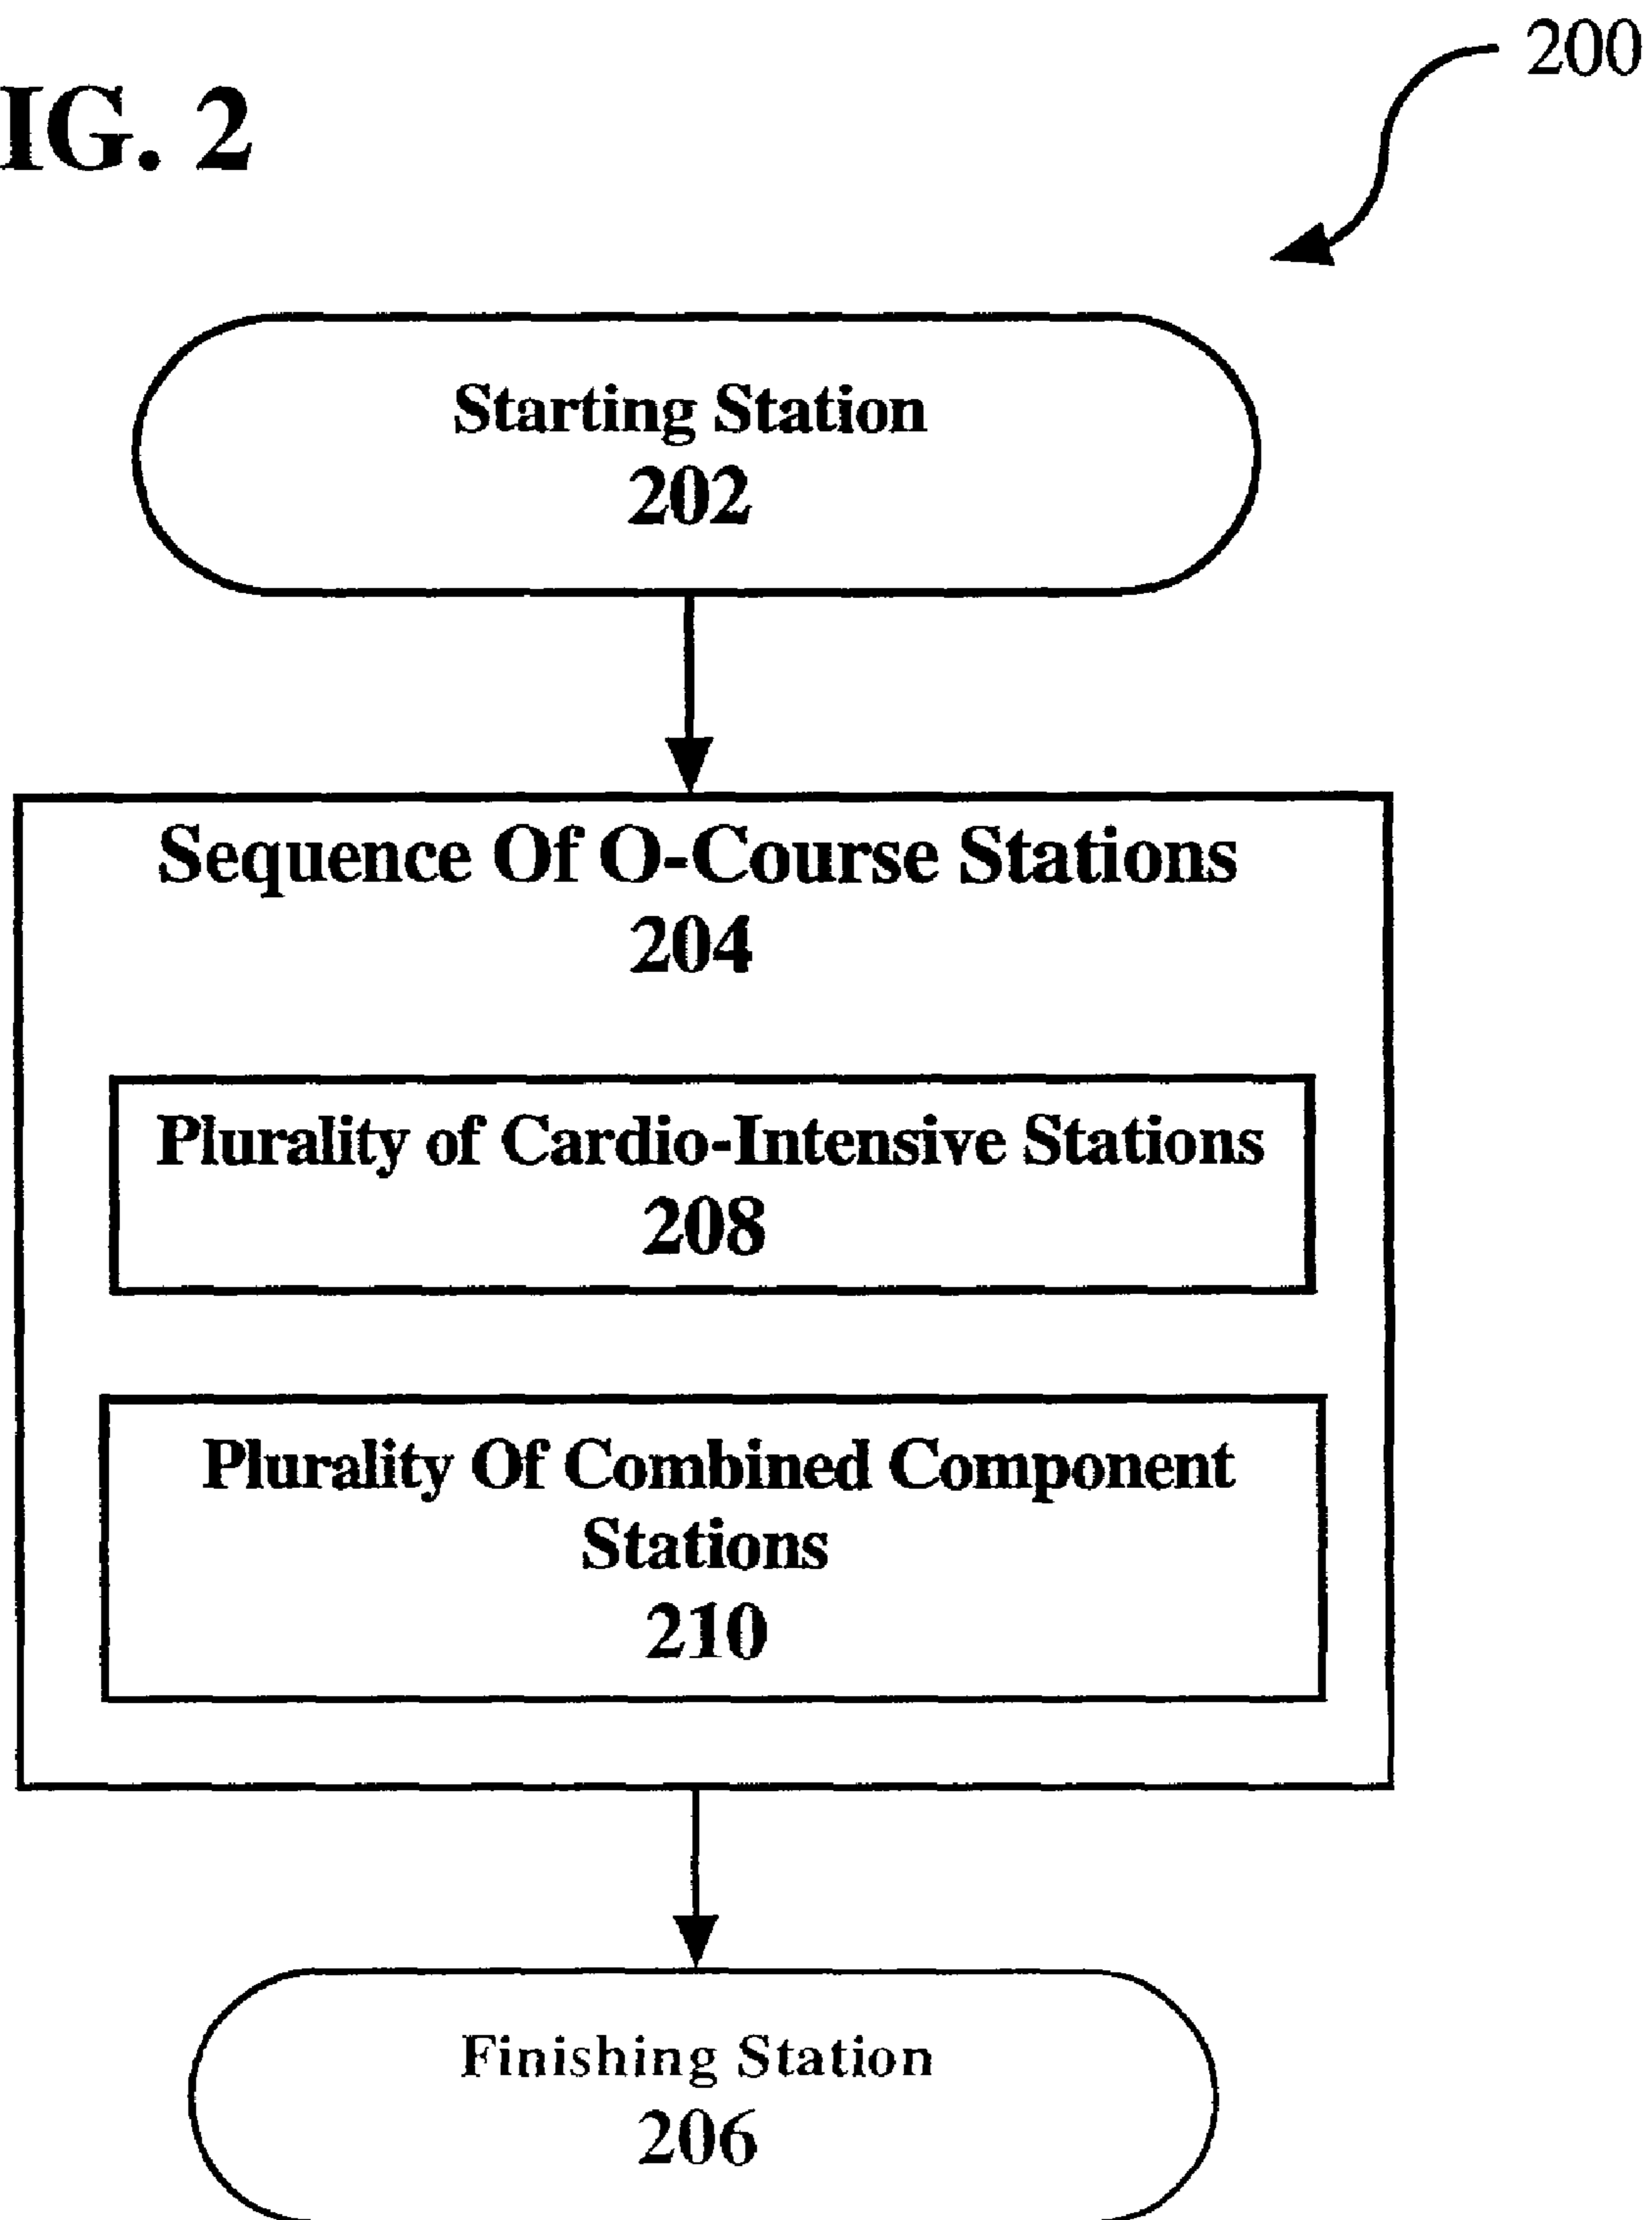 IG. 2
200
Starting Station
202
Sequence Of O-Course Stations
204
Plurality of Cardio-Intensive Stations
208
Plurality Of Combined Component
Stations
210
Finishing Station
206